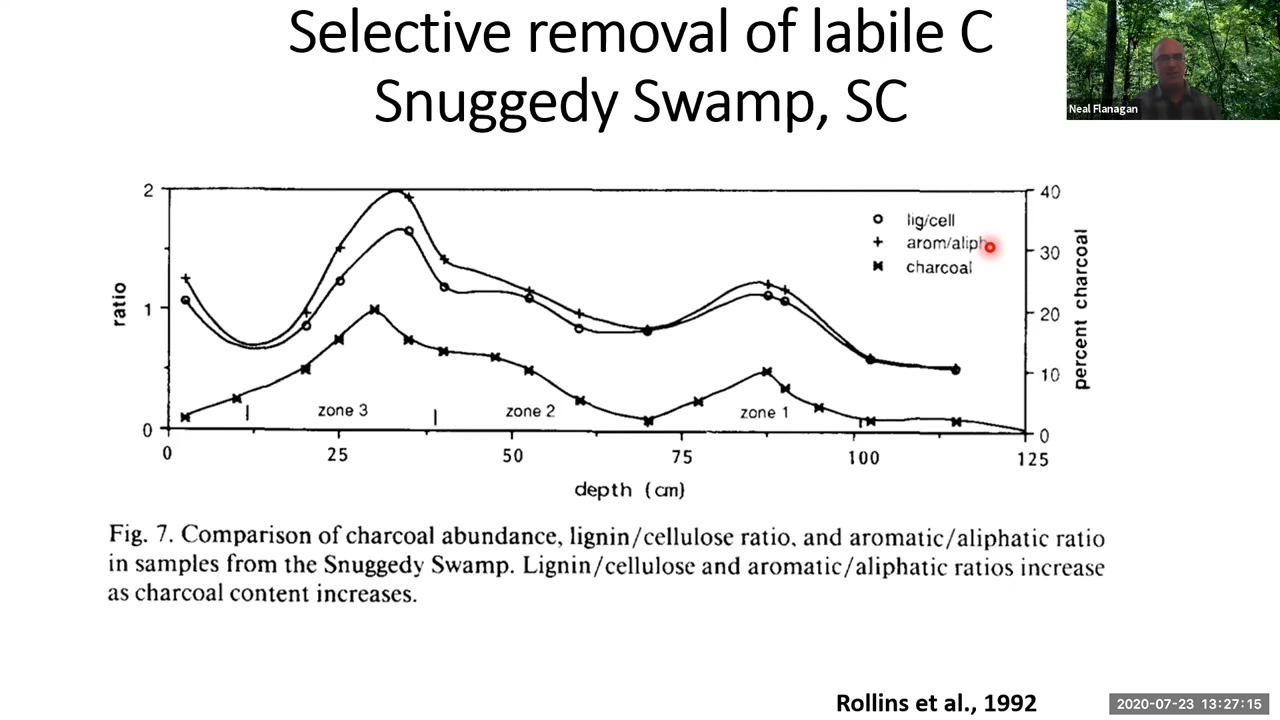 Selective removal of labile C
Snuggedy Swamp, SC
Neal Flanagan
2
1
0
ratio
40
30
20
10
0
percent charcoal
lig/cell
arom/aliph
charcoal
zone 3
zone 2
zone 1
0
25
50
75
100
125
depth (cm)
Fig. 7. Comparison of charcoal abundance, lignin/cellulose ratio, and aromatic/aliphatic ratio
in samples from the Snuggedy Swamp. Lignin/cellulose and aromatic/aliphatic ratios increase
as charcoal content increases.
Rollins et al., 1992
2020-07-23 13:27:15